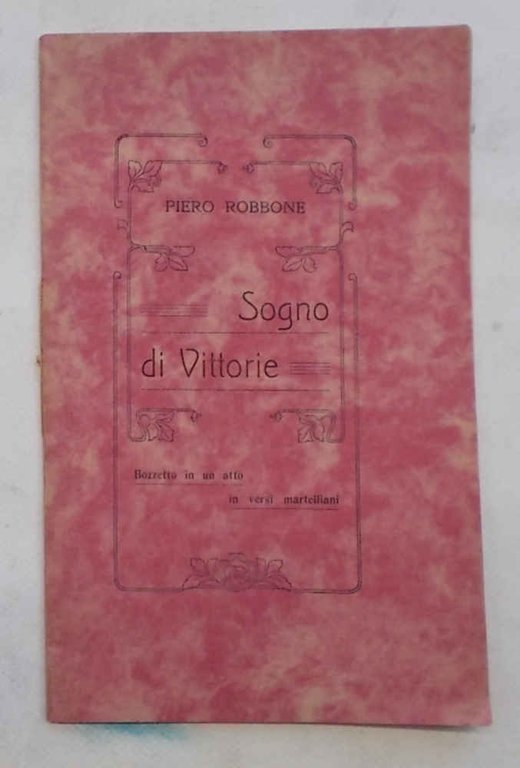 PIERO ROBBONE
Sogno
di Vittorie
Bozzetto in un atto
in versi martelliani